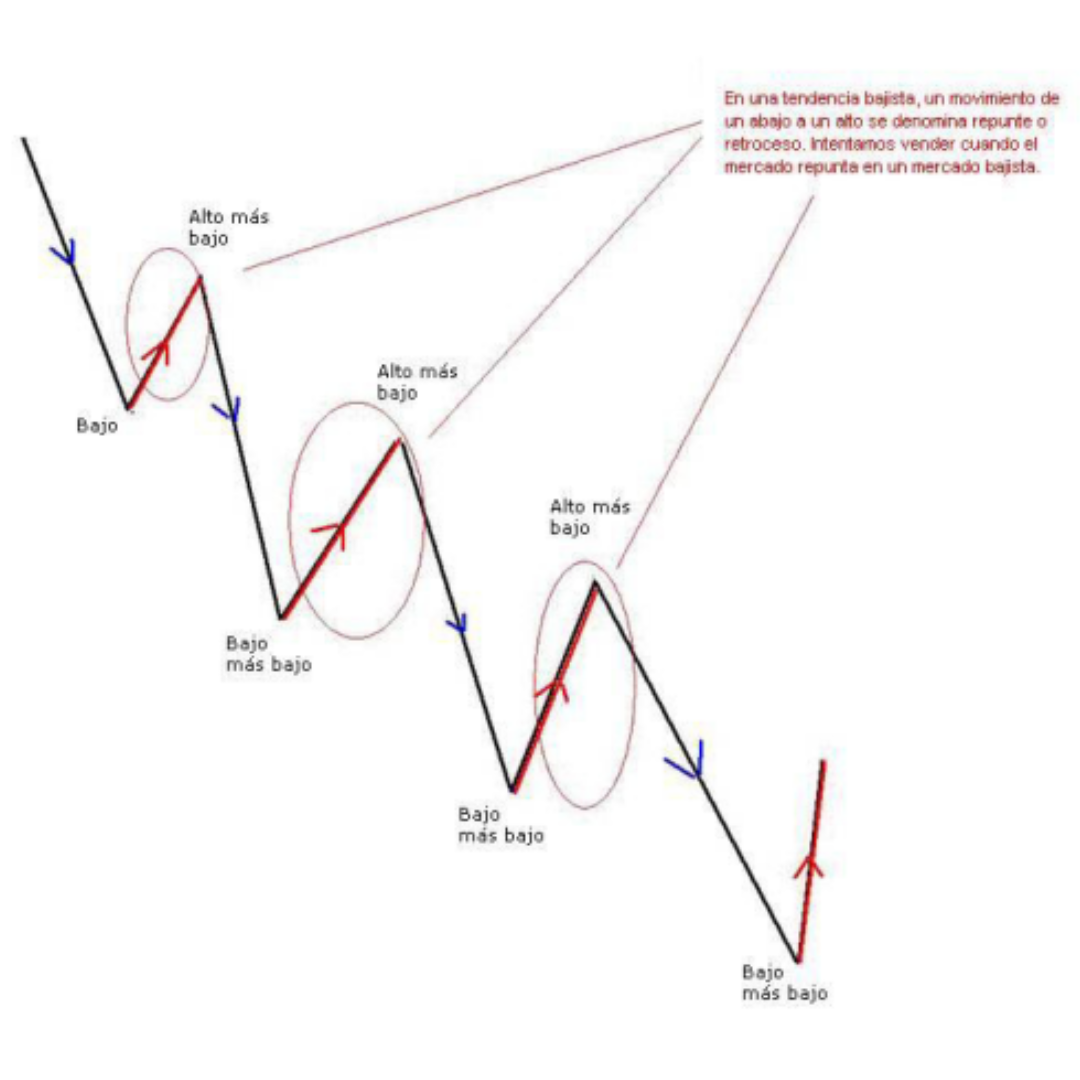 En una tendencia bajista, un movimiento de
un abajo a un alto se denomina repunte o
retroceso. Intentamos vender cuando el
mercado repunta en un mercado bajista.
Alto más
bajo
Bajo
Alto más
bajo
Bajo
más bajo
Alto más
bajo
Bajo
más bajo
Bajo
más bajo